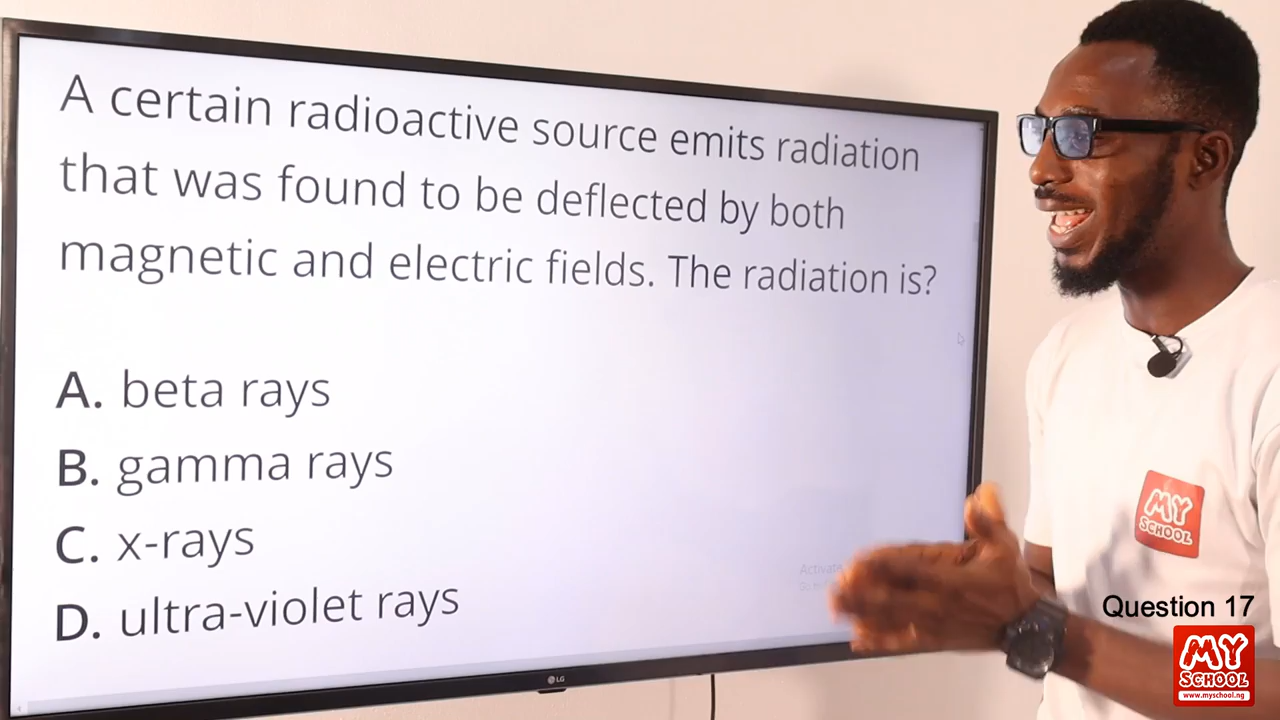 A certain radioactive source emits radiation
that was found to be deflected by both
magnetic and electric fields. The radiation is?
A. beta rays
B. gamma rays
C. x-rays
D. ultra-violet rays
Activate
LG
MY
SCHOOL
Question 17
MY
SCHOOL
www.myschool.ng